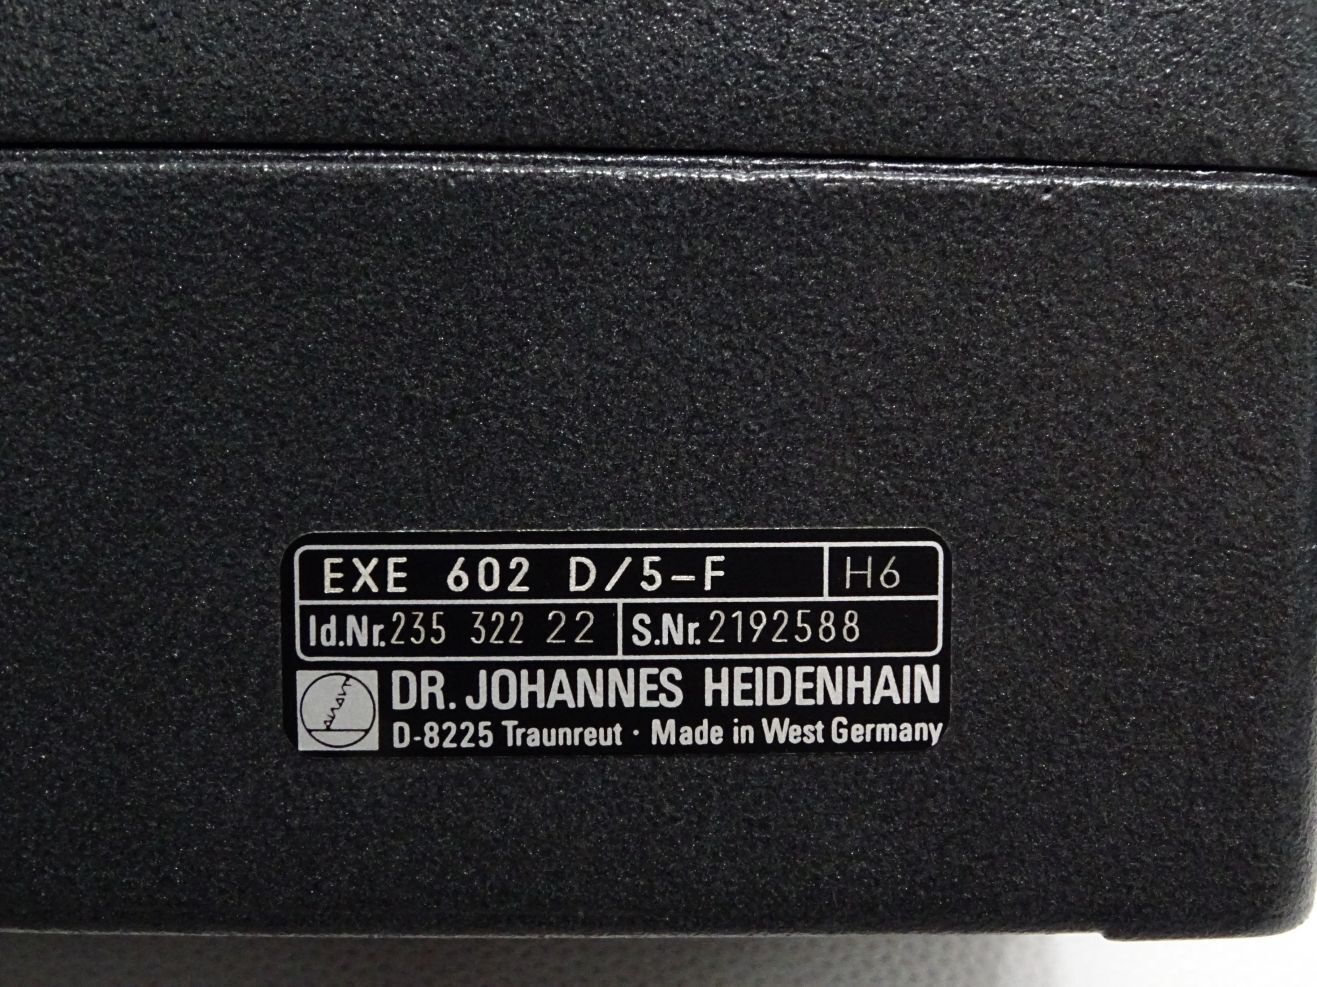 EXE 602 D/5-F H6
Id.Nr. 235 322 22 S.Nr. 2192588
DR. JOHANNES HEIDENHAIN
D-8225 Traunreut · Made in West Germany